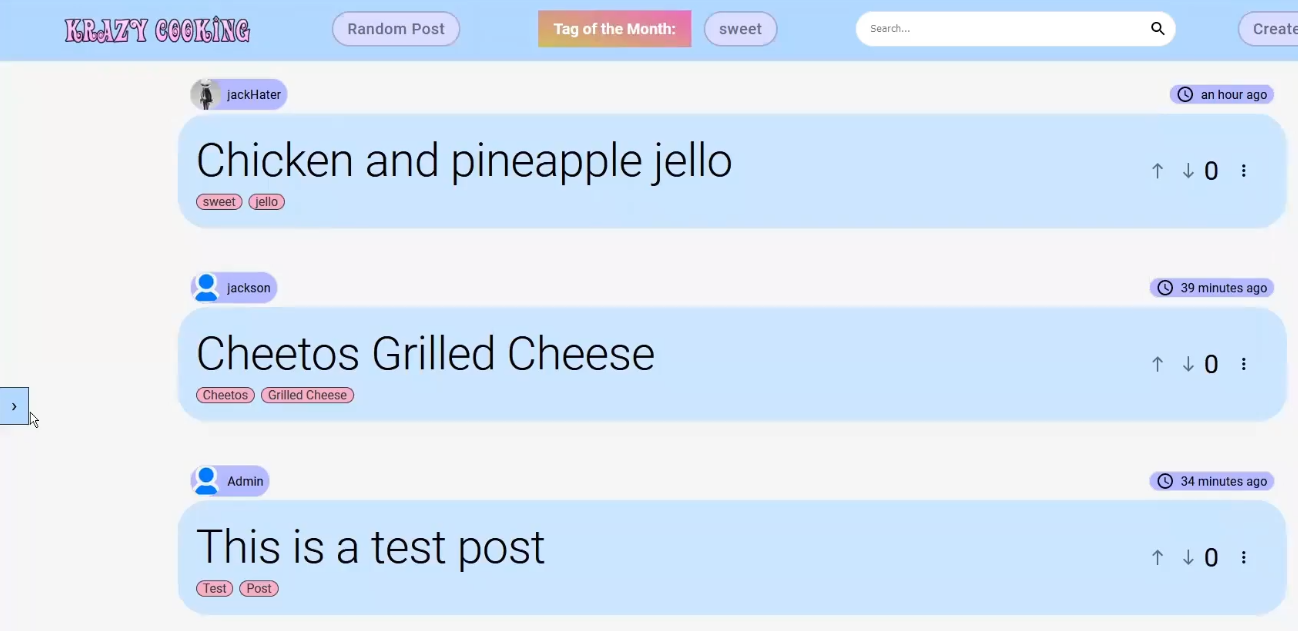 KRAZY COOKING Random Post Tag of the Month: sweet Search... Create
jackHater an hour ago
Chicken and pineapple jello
0
sweet jello
jackson 39 minutes ago
Cheetos Grilled Cheese
0
Cheetos Grilled Cheese
Admin 34 minutes ago
This is a test post
0
Test Post